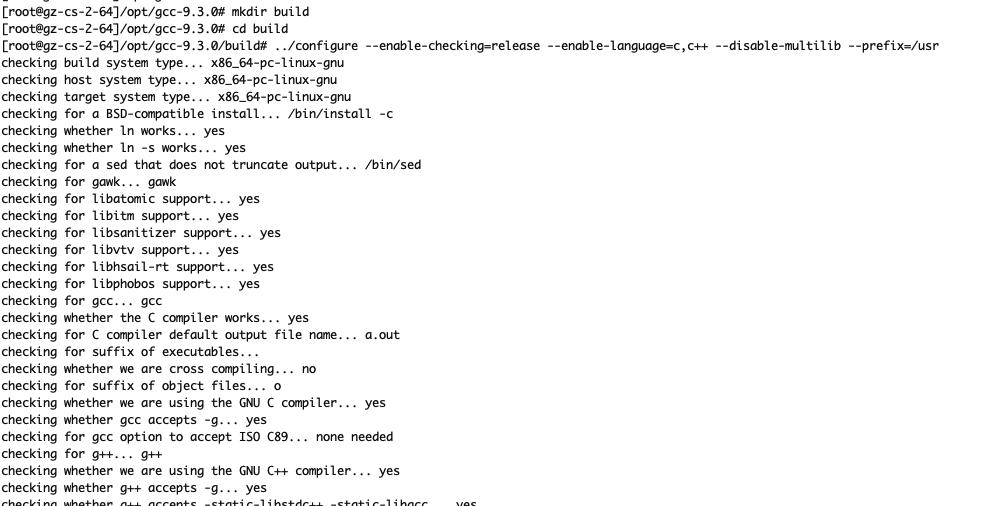 [root@gz-cs-2-64]/opt/gcc-9.3.0# mkdir build
[root@gz-cs-2-64]/opt/gcc-9.3.0# cd build
[root@gz-cs-2-64]/opt/gcc-9.3.0/build# ../configure --enable-checking=release --enable-language=c,c++ --disable-multilib --prefix=/usr
checking build system type... x86_64-pc-linux-gnu
checking host system type... x86_64-pc-linux-gnu
checking target system type... x86_64-pc-linux-gnu
checking for a BSD-compatible install... /bin/install -c
checking whether ln works... yes
checking whether ln -s works... yes
checking for a sed that does not truncate output... /bin/sed
checking for gawk... gawk
checking for libatomic support... yes
checking for libitm support... yes
checking for libsanitizer support... yes
checking for libvtv support... yes
checking for libhsail-rt support... yes
checking for libphobos support... yes
checking for gcc... gcc
checking whether the C compiler works... yes
checking for C compiler default output file name... a.out
checking for suffix of executables...
checking whether we are cross compiling... no
checking for suffix of object files... o
checking whether we are using the GNU C compiler... yes
checking whether gcc accepts -g... yes
checking for gcc option to accept ISO C89... none needed
checking for g++... g++
checking whether we are using the GNU C++ compiler... yes
checking whether g++ accepts -g... yes
checking whether g++ accepts -static-libstdc++ -static-libgcc... yes